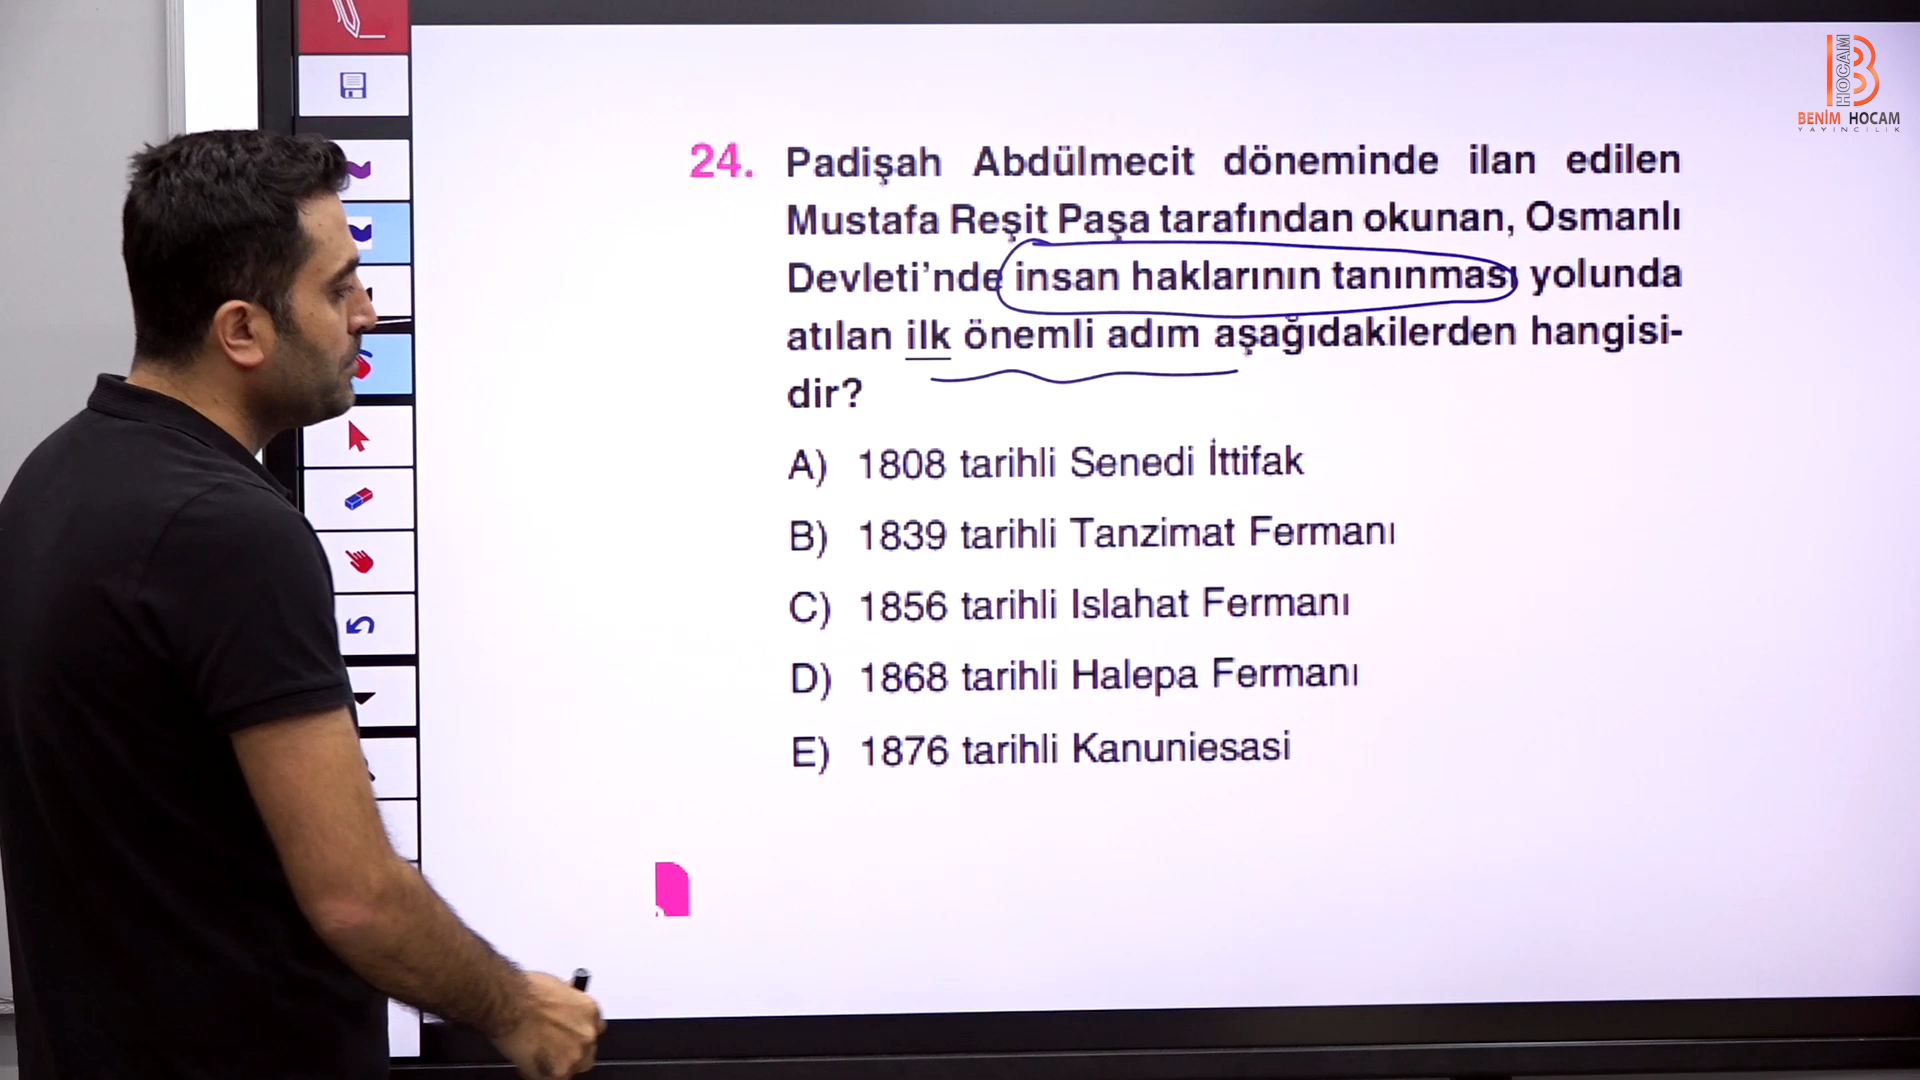 HOCAM
BENİM HOCAM
YAYINCILIK
24. Padişah Abdülmecit döneminde ilan edilen
Mustafa Reşit Paşa tarafından okunan, Osmanlı
Devleti’nde insan haklarının tanınması yolunda
atılan ilk önemli adım aşağıdakilerden hangisi-
dir?
A) 1808 tarihli Senedi İttifak
B) 1839 tarihli Tanzimat Fermanı
C) 1856 tarihli Islahat Fermanı
D) 1868 tarihli Halepa Fermanı
E) 1876 tarihli Kanuniesasi